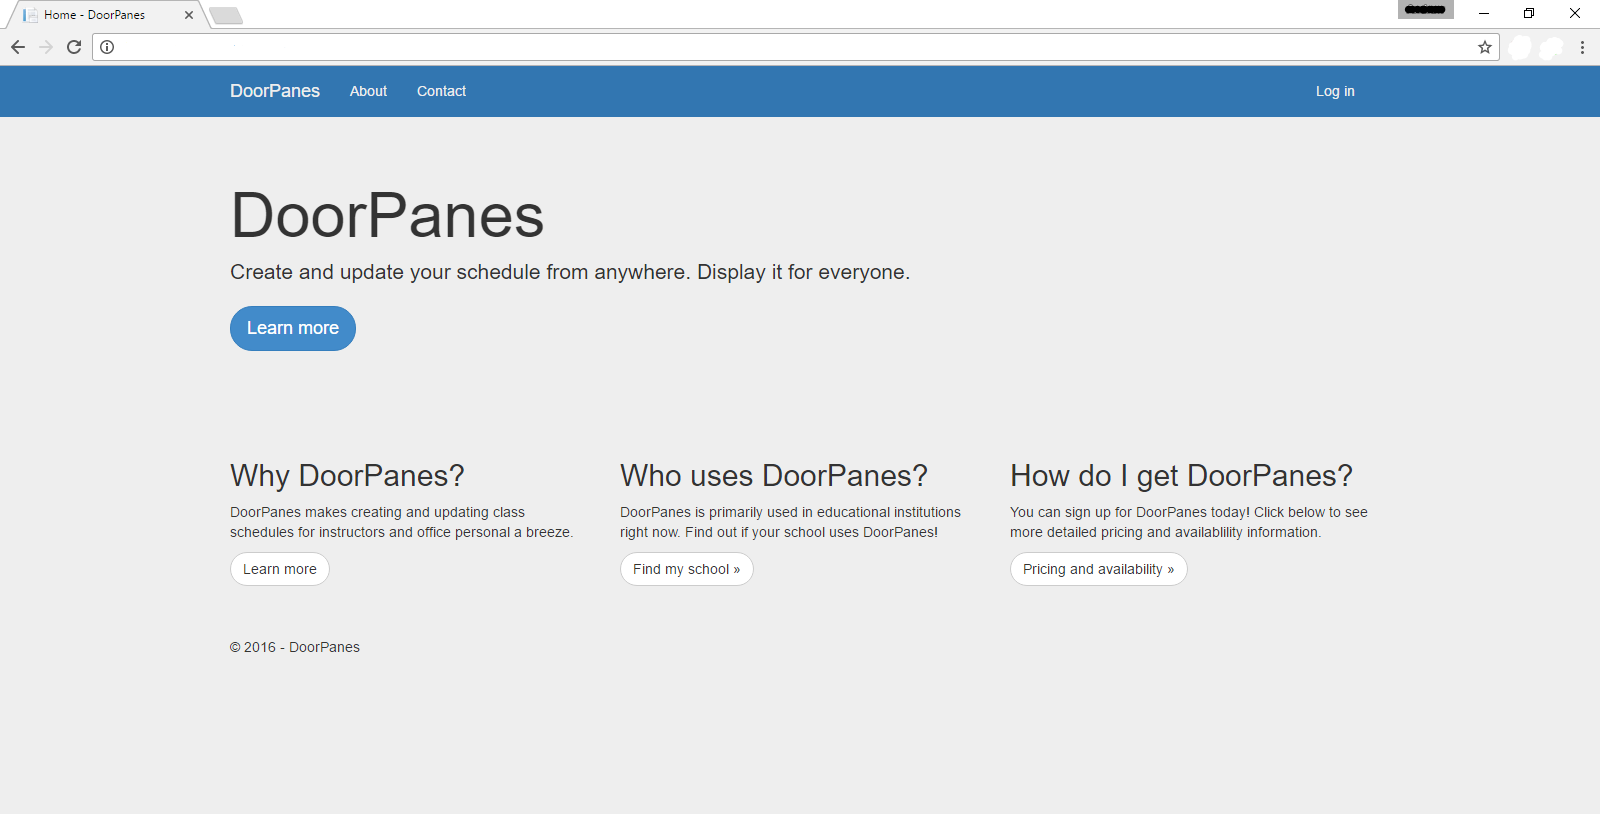 Home - DoorPanes
DoorPanes About Contact Log in
DoorPanes
Create and update your schedule from anywhere. Display it for everyone.
Learn more
Why DoorPanes?
DoorPanes makes creating and updating class
schedules for instructors and office personal a breeze.
Learn more
Who uses DoorPanes?
DoorPanes is primarily used in educational institutions
right now. Find out if your school uses DoorPanes!
Find my school »
How do I get DoorPanes?
You can sign up for DoorPanes today! Click below to see
more detailed pricing and availablility information.
Pricing and availability »
© 2016 - DoorPanes